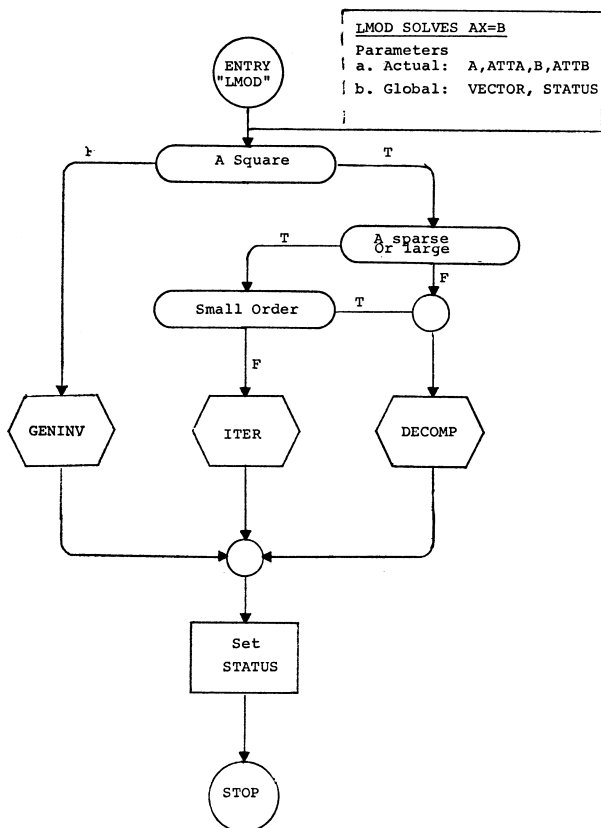 LMOD SOLVES AX=B
Parameters
a. Actual: A,ATTA,B,ATTB
b. Global: VECTOR, STATUS
ENTRY
"LMOD"
A Square
T
A sparse
Or large
T
F
Small Order
T
F
GENINV
ITER
DECOMP
Set
STATUS
STOP